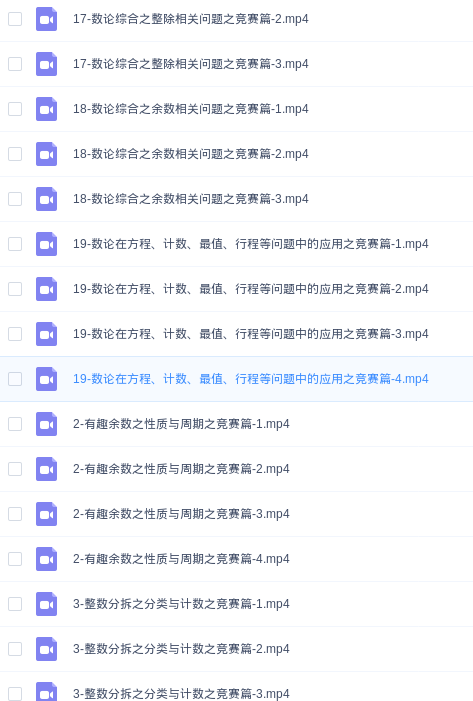 17-数论综合之整除相关问题之竞赛篇-2.mp4
17-数论综合之整除相关问题之竞赛篇-3.mp4
18-数论综合之余数相关问题之竞赛篇-1.mp4
18-数论综合之余数相关问题之竞赛篇-2.mp4
18-数论综合之余数相关问题之竞赛篇-3.mp4
19-数论在方程、计数、最值、行程等问题中的应用之竞赛篇-1.mp4
19-数论在方程、计数、最值、行程等问题中的应用之竞赛篇-2.mp4
19-数论在方程、计数、最值、行程等问题中的应用之竞赛篇-3.mp4
19-数论在方程、计数、最值、行程等问题中的应用之竞赛篇-4.mp4
2-有趣余数之性质与周期之竞赛篇-1.mp4
2-有趣余数之性质与周期之竞赛篇-2.mp4
2-有趣余数之性质与周期之竞赛篇-3.mp4
2-有趣余数之性质与周期之竞赛篇-4.mp4
3-整数分拆之分类与计数之竞赛篇-1.mp4
3-整数分拆之分类与计数之竞赛篇-2.mp4
3-整数分拆之分类与计数之竞赛篇-3.mp4